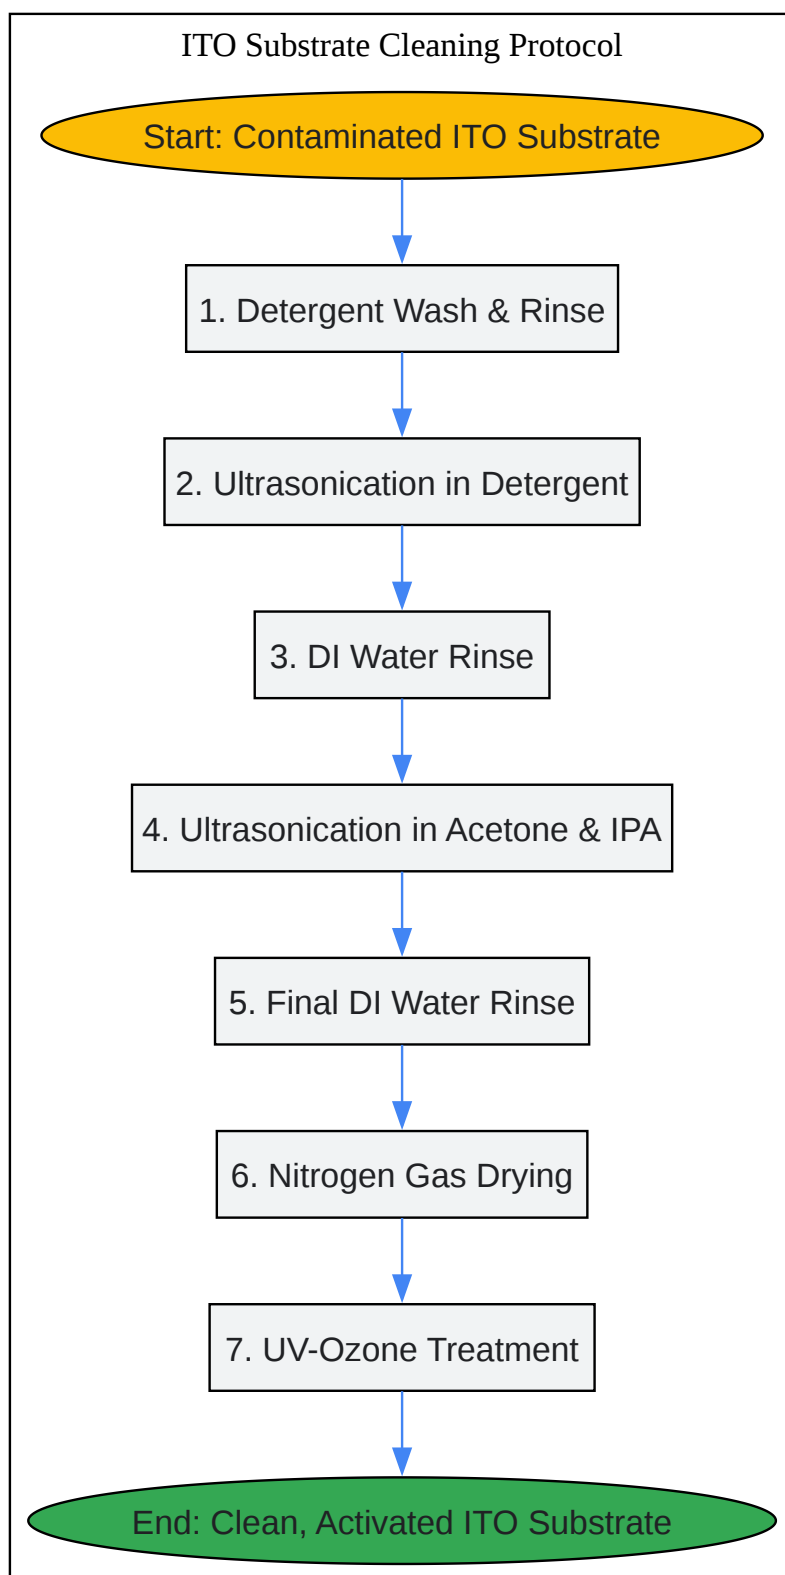 ITO Substrate Cleaning Protocol
Start: Contaminated ITO Substrate
1. Detergent Wash & Rinse
2. Ultrasonication in Detergent
3. DI Water Rinse
4. Ultrasonication in Acetone & IPA
5. Final DI Water Rinse
6. Nitrogen Gas Drying
7. UV-Ozone Treatment
End: Clean, Activated ITO Substrate